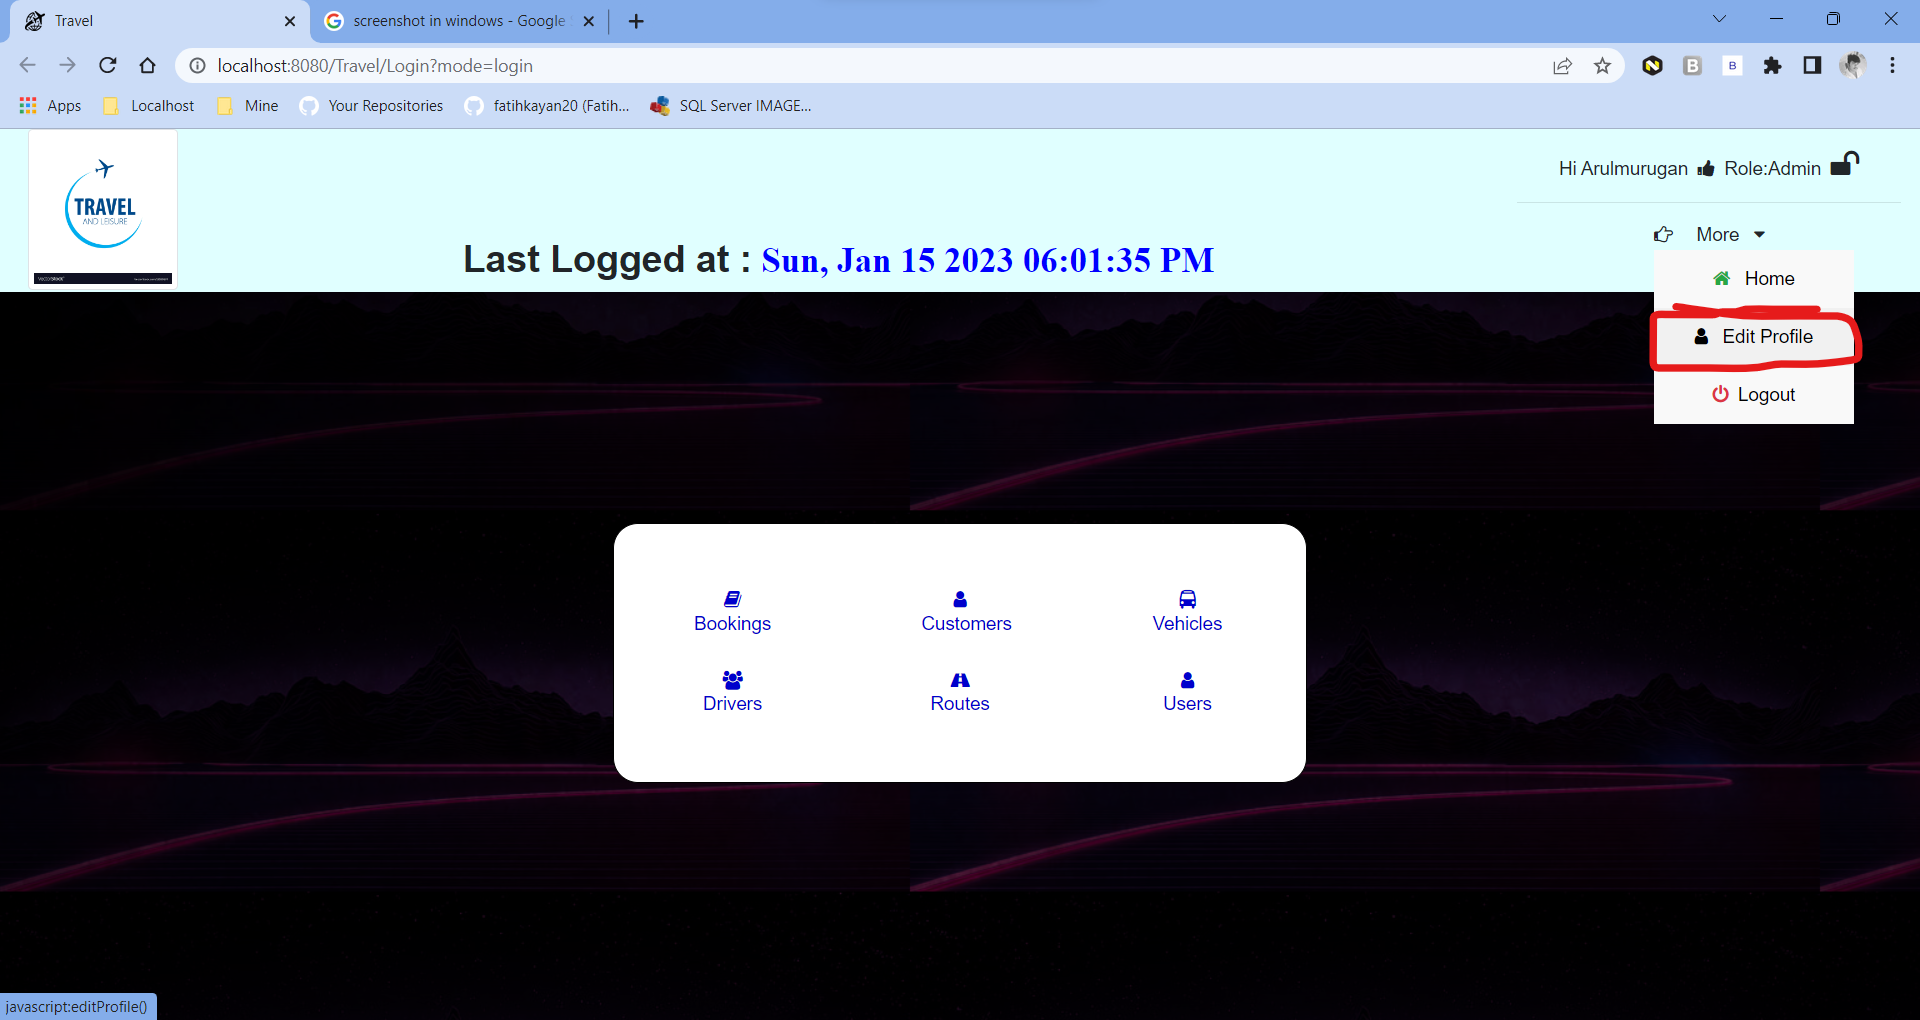 Travel
screenshot in windows - Google
localhost:8080/Travel/Login?mode=login
Apps
Localhost
Mine
Your Repositories
fatihkayan20 (Fatih...
SQL Server IMAGE...
TRAVEL
AND LEISURE
VectorStock
Hi Arulmurugan Role:Admin
More
Last Logged at : Sun, Jan 15 2023 06:01:35 PM
Home
Edit Profile
Logout
Bookings Customers Vehicles
Drivers Routes Users
javascript:editProfile()